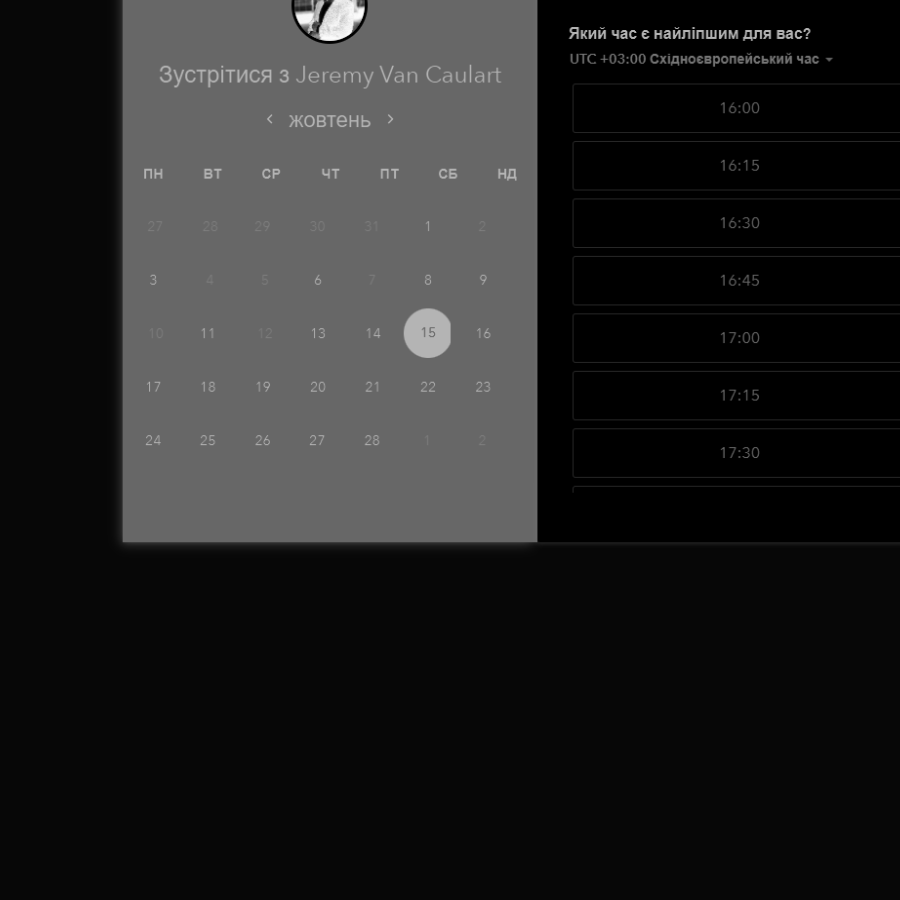 Зустрітися з Jeremy Van Caulart
‹ жовтень ›
ПН ВТ СР ЧТ ПТ СБ НД
27 28 29 30 31 1 2
3 4 5 6 7 8 9
10 11 12 13 14 15 16
17 18 19 20 21 22 23
24 25 26 27 28 1 2
Який час є найліпшим для вас?
UTC +03:00 Східноєвропейський час
16:00
16:15
16:30
16:45
17:00
17:15
17:30